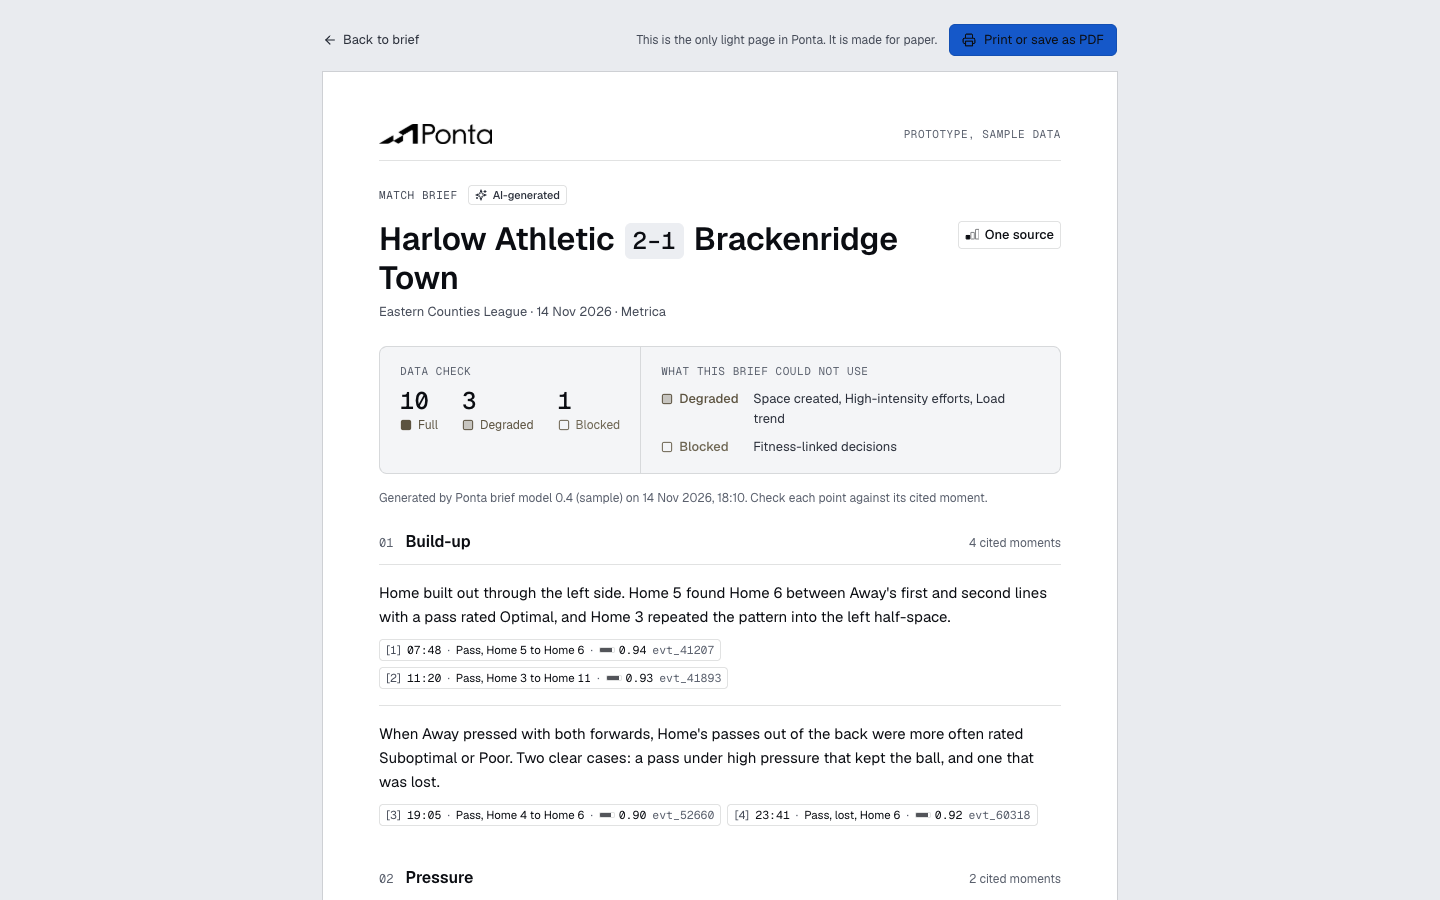 Back to brief
This is the only light page in Ponta. It is made for paper.
Print or save as PDF
Ponta
PROTOTYPE, SAMPLE DATA
MATCH BRIEF
AI-generated
Harlow Athletic 2–1 Brackenridge
Town
One source
Eastern Counties League · 14 Nov 2026 · Metrica
DATA CHECK
10 3 1
Full Degraded Blocked
WHAT THIS BRIEF COULD NOT USE
Degraded Space created, High-intensity efforts, Load
trend
Blocked Fitness-linked decisions
Generated by Ponta brief model 0.4 (sample) on 14 Nov 2026, 18:10. Check each point against its cited moment.
01 Build-up 4 cited moments
Home built out through the left side. Home 5 found Home 6 between Away's first and second lines
with a pass rated Optimal, and Home 3 repeated the pattern into the left half-space.
[1] 07:48 · Pass, Home 5 to Home 6 · 0.94 evt_41207
[2] 11:20 · Pass, Home 3 to Home 11 · 0.93 evt_41893
When Away pressed with both forwards, Home's passes out of the back were more often rated
Suboptimal or Poor. Two clear cases: a pass under high pressure that kept the ball, and one that
was lost.
[3] 19:05 · Pass, Home 4 to Home 6 · 0.90 evt_52660 [4] 23:41 · Pass, lost, Home 6 · 0.92 evt_60318
02 Pressure 2 cited moments